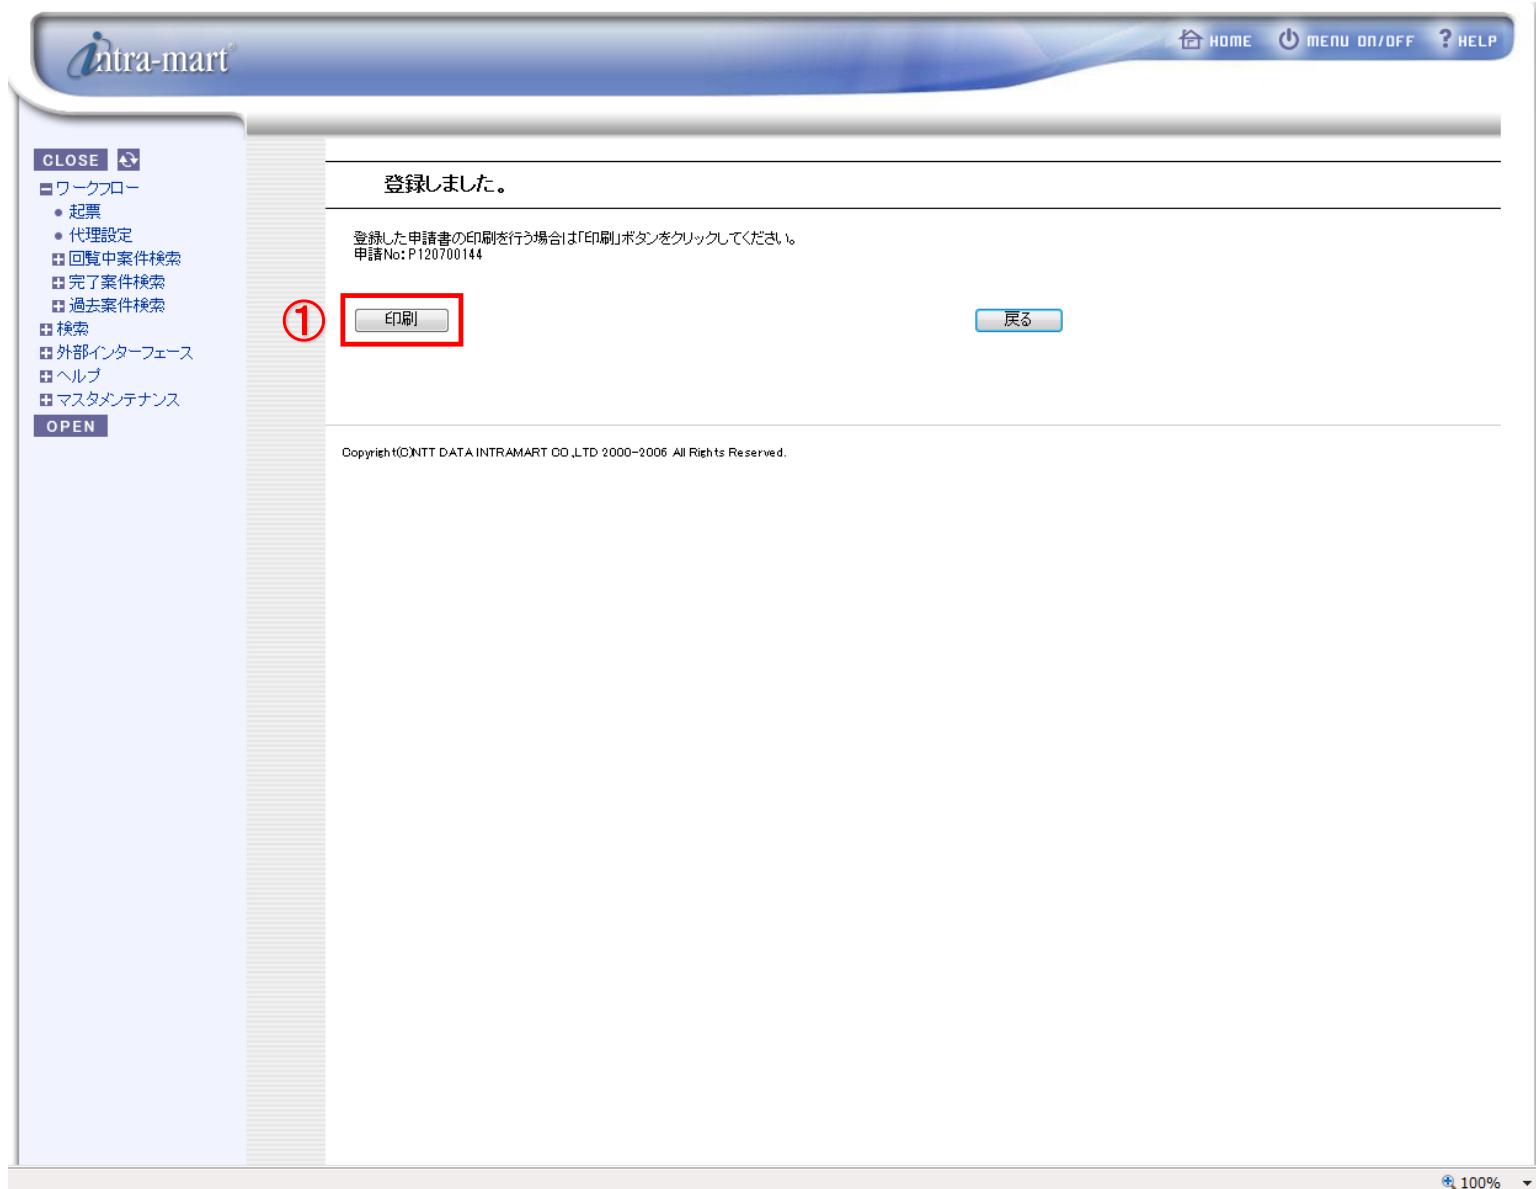 intra-mart®
HOME MENU ON/OFF ? HELP
CLOSE
ワークフロー
起票
代理設定
回覧中案件検索
完了案件検索
過去案件検索
検索
外部インターフェース
ヘルプ
マスタメンテナンス
OPEN
登録しました。
登録した申請書の印刷を行う場合は「印刷」ボタンをクリックしてください。
申請No:P120700144
① 印刷 戻る
Copyright(C)NTT DATA INTRAMART CO.,LTD 2000-2006 All Rights Reserved.
100%